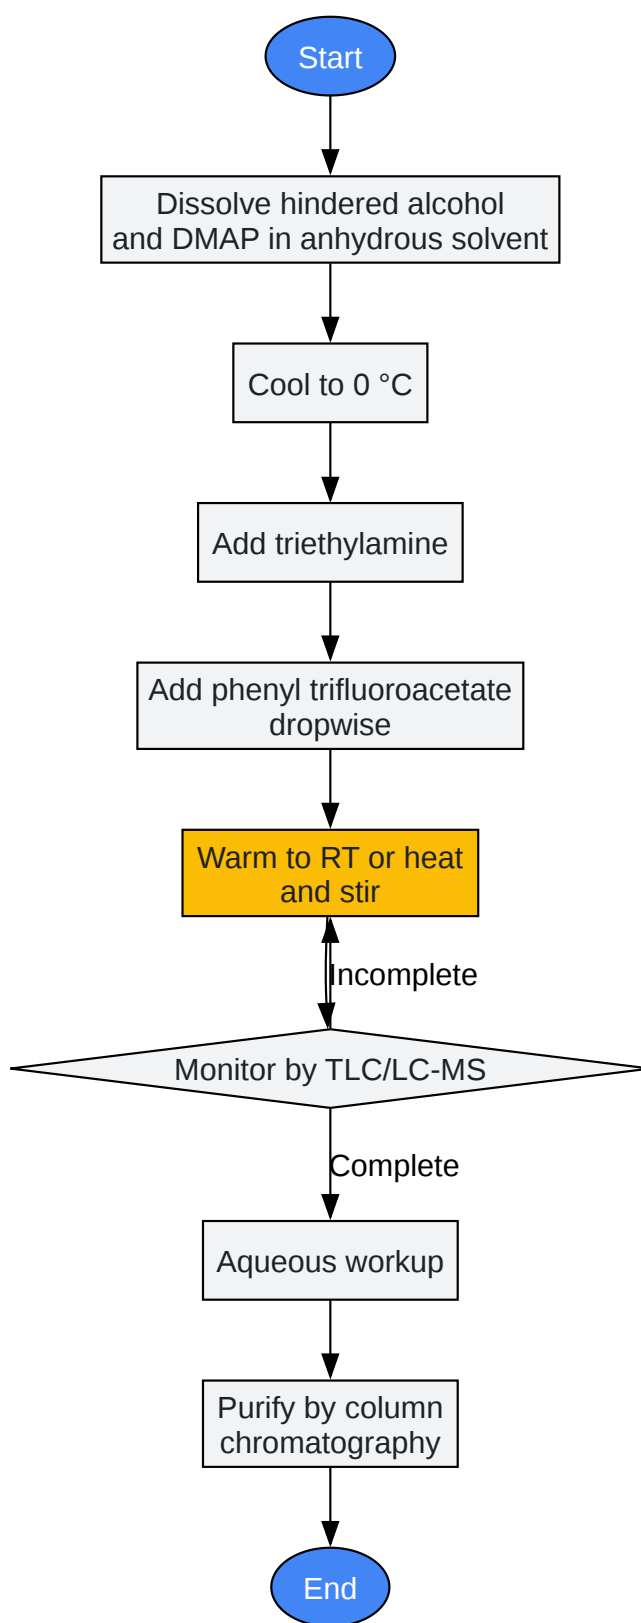 Start
Dissolve hindered alcohol
and DMAP in anhydrous solvent
Cool to 0 °C
Add triethylamine
Add phenyl trifluoroacetate
dropwise
Warm to RT or heat
and stir
Incomplete
Monitor by TLC/LC-MS
Complete
Aqueous workup
Purify by column
chromatography
End